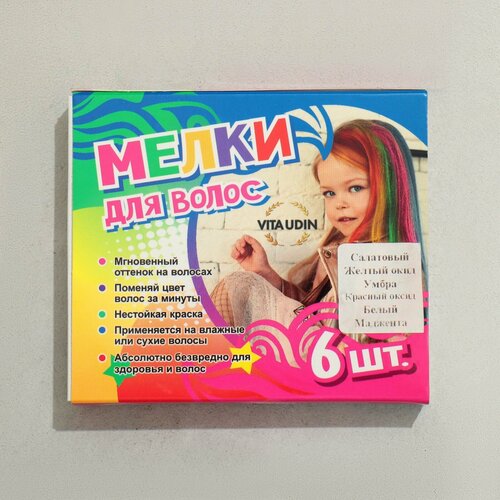 МЕЛКИ
ДЛЯ ВОЛОС
VITAUDIN
Мгновенный
оттенок на волосах
Поменяй цвет
волос за минуты
Нестойкая краска
Применяется на влажные
или сухие волосы
Абсолютно безвредно для
здоровья и волос
Салатовый
Желтый окид
Умбра
Красный оксид
Белый
Маджента
6 шт.